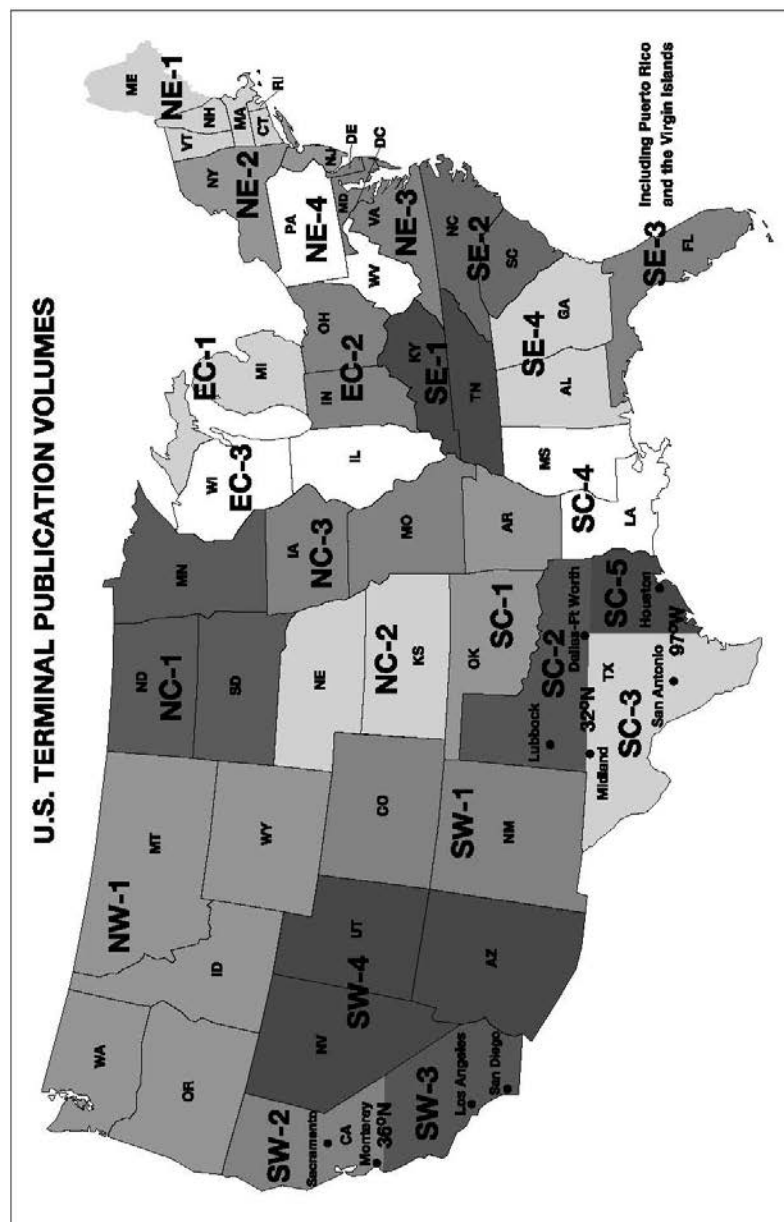 U.S. TERMINAL PUBLICATION VOLUMES
WA
OR
ID
MT
WY
NW-1
NV
UT
AZ
SW-4
SW-2
Sacramento
CA
Monterey
36ºN
SW-3
Los Angeles
San Diego
CO
SW-1
NM
ND
NC-1
SD
MN
NE
NC-2
KS
IA
NC-3
MO
OK
SC-1
AR
Lubbock
SC-2
Dallas-Ft Worth
32ºN
Midland
TX
SC-3
San Antonio
97ºW
SC-5
Houston
MS
SC-4
LA
WI
EC-3
IL
EC-1
MI
IN
OH
EC-2
KY
SE-1
TN
AL
GA
SE-4
NC
SE-2
SC
SE-3
Including Puerto Rico
and the Virgin Islands
FL
PA
NE-4
WV
MD
VA
NE-3
NJ
DE
DC
NY
NE-2
VT
NH
MA
CT
RI
ME
NE-1